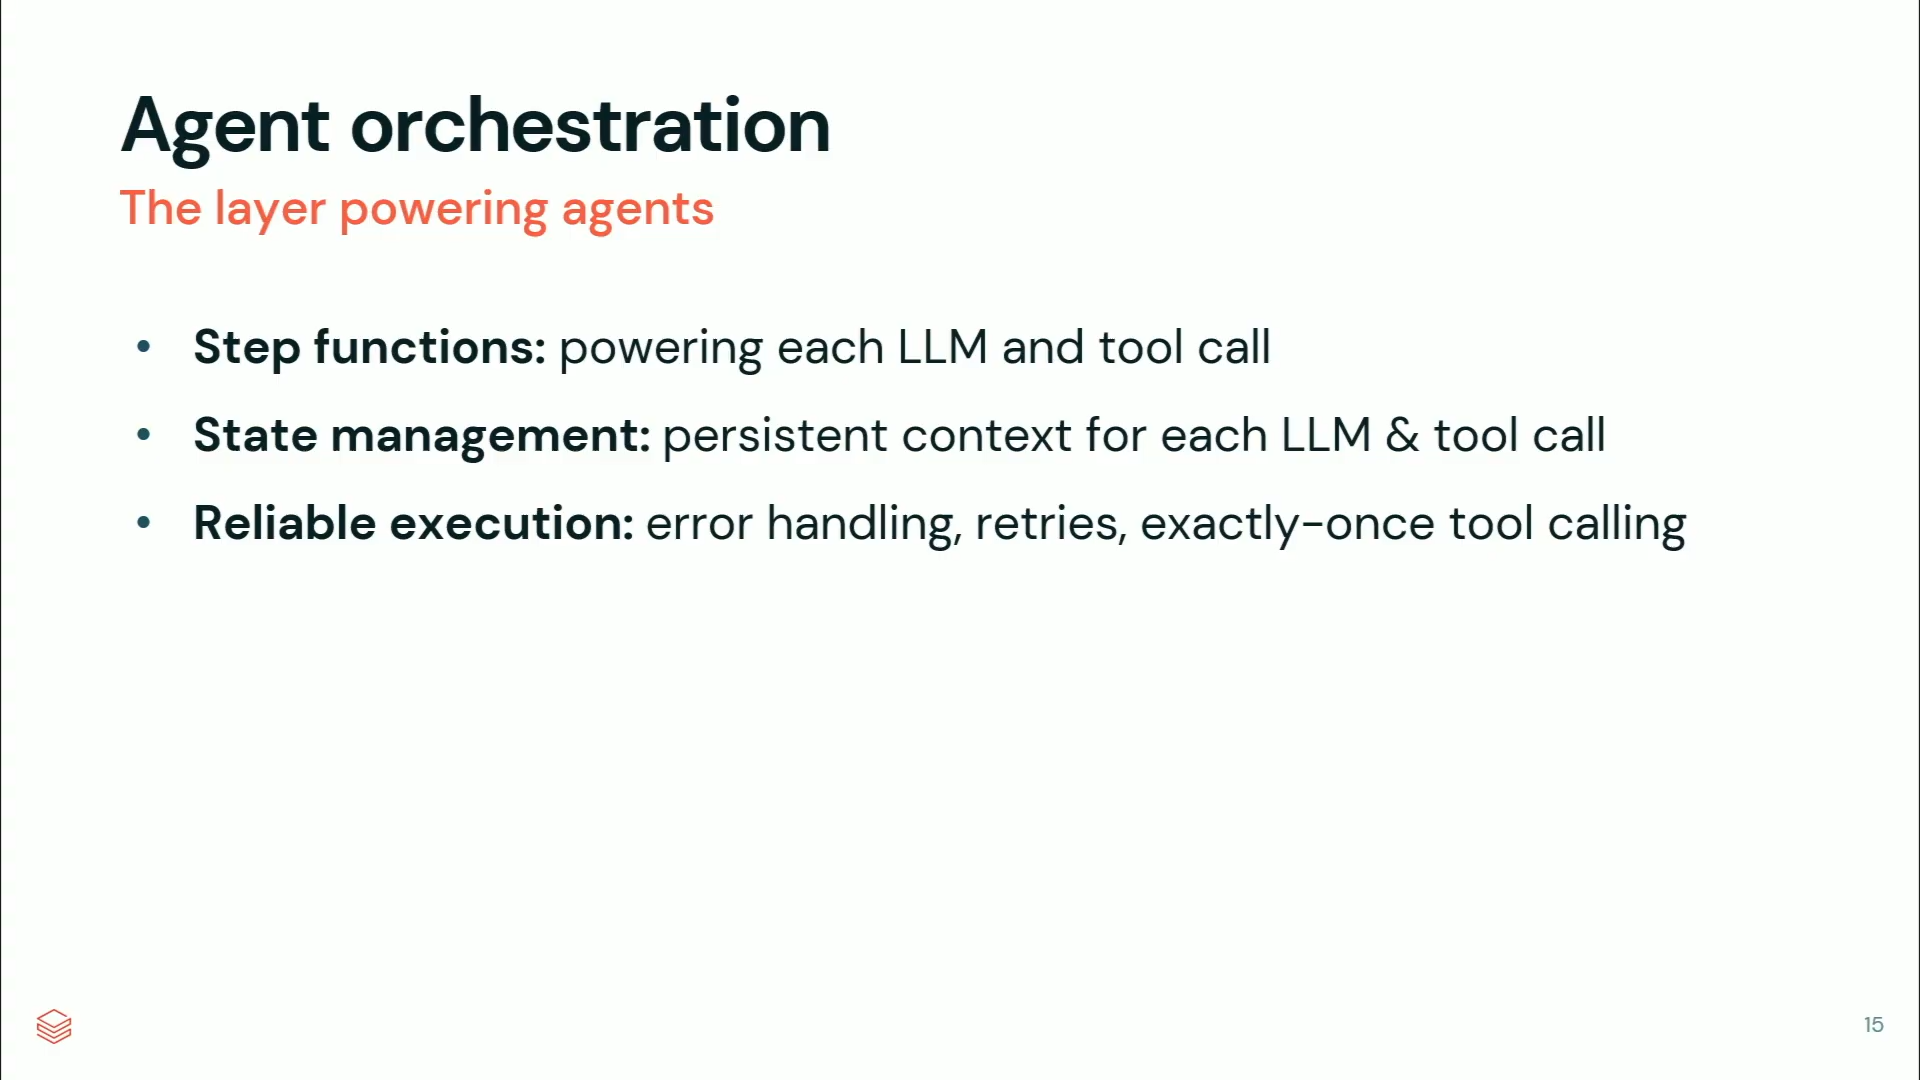 Agent orchestration
The layer powering agents
• Step functions: powering each LLM and tool call
• State management: persistent context for each LLM & tool call
• Reliable execution: error handling, retries, exactly-once tool calling
15